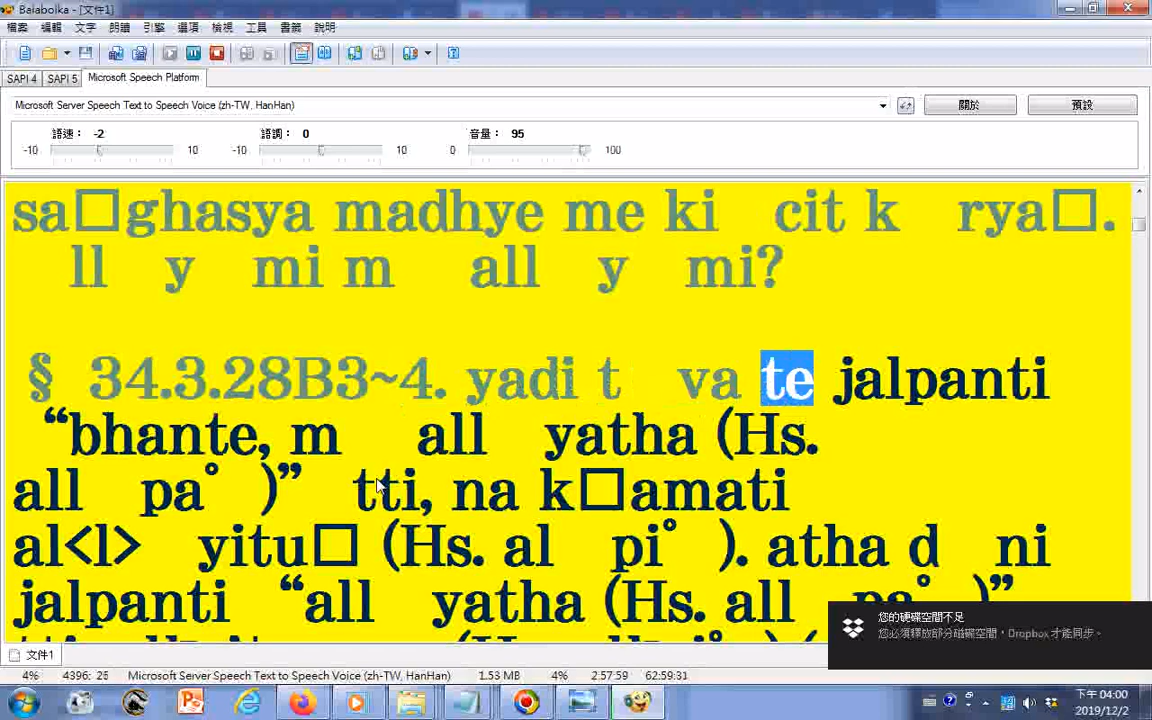 Balabolka - [文件1]
檔案 編輯 文字 朗讀 引擎 選項 檢視 工具 書籤 說明
SAPI 4 SAPI 5 Microsoft Speech Platform
Microsoft Server Speech Text to Speech Voice (zh-TW, HanHan) 關於 預設
語速： -2 語調： 0 音量： 95
-10 10 -10 10 0 100
sa□ghasya madhye me ki cit k rya□.
ll y mi m all y mi?
§ 34.3.28B3~4. yadi t va te jalpanti
“bhante, m all yatha (Hs.
all pa° )” tti, na k□amati
al<l> yitu□ (Hs. al pi° ). atha d ni
jalpanti “all yatha (Hs. all pa° )”
您的硬碟空間不足
您必須釋放部分磁碟空間，Dropbox 才能同步。
文件1
4% 4396: 26 Microsoft Server Speech Text to Speech Voice (zh-TW, HanHan) 1.53 MB 4% 2:57:59 62:59:31
下午 04:00
2019/12/2